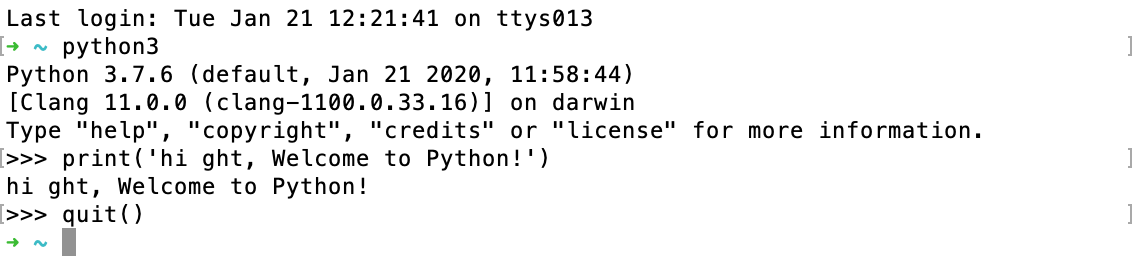 Last login: Tue Jan 21 12:21:41 on ttys013
[➜ ~ python3 ]
Python 3.7.6 (default, Jan 21 2020, 11:58:44)
[Clang 11.0.0 (clang-1100.0.33.16)] on darwin
Type "help", "copyright", "credits" or "license" for more information.
[>>> print('hi ght, Welcome to Python!') ]
hi ght, Welcome to Python!
[>>> quit() ]
➜ ~